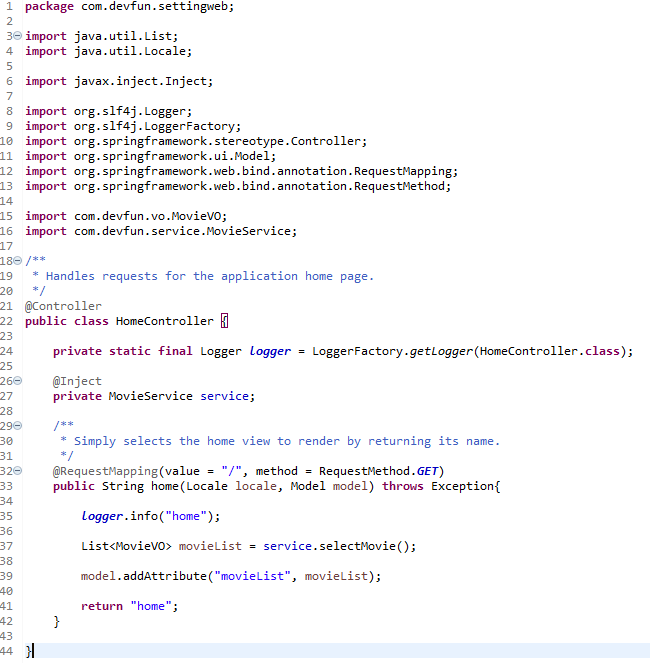 1 package com.devfun.settingweb;
2
3 import java.util.List;
4 import java.util.Locale;
5
6 import javax.inject.Inject;
7
8 import org.slf4j.Logger;
9 import org.slf4j.LoggerFactory;
10 import org.springframework.stereotype.Controller;
11 import org.springframework.ui.Model;
12 import org.springframework.web.bind.annotation.RequestMapping;
13 import org.springframework.web.bind.annotation.RequestMethod;
14
15 import com.devfun.vo.MovieVO;
16 import com.devfun.service.MovieService;
17
18 /**
19  * Handles requests for the application home page.
20  */
21 @Controller
22 public class HomeController {
23
24     private static final Logger logger = LoggerFactory.getLogger(HomeController.class);
25
26     @Inject
27     private MovieService service;
28
29     /**
30      * Simply selects the home view to render by returning its name.
31      */
32     @RequestMapping(value = "/", method = RequestMethod.GET)
33     public String home(Locale locale, Model model) throws Exception{
34
35         logger.info("home");
36
37         List<MovieVO> movieList = service.selectMovie();
38
39         model.addAttribute("movieList", movieList);
40
41         return "home";
42     }
43
44 }